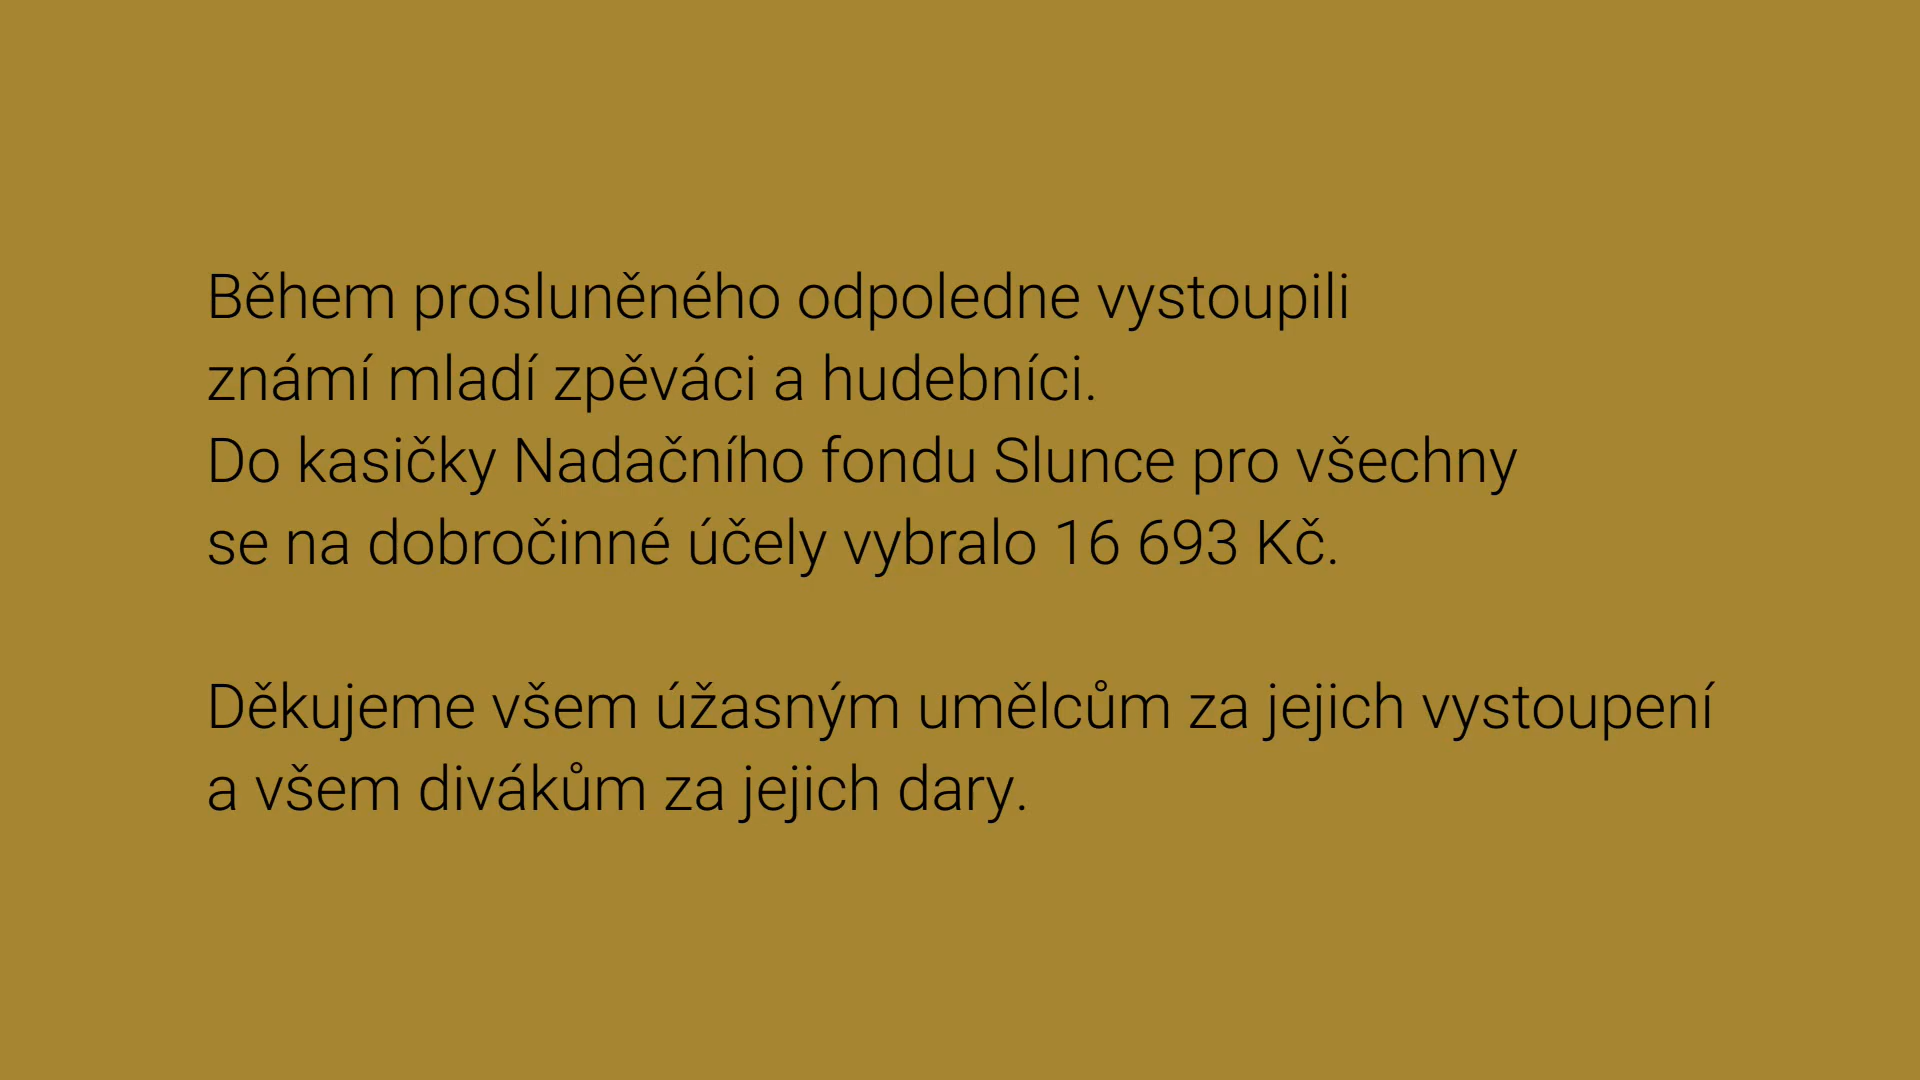 Během prosluněného odpoledne vystoupili
známí mladí zpěváci a hudebníci.
Do kasičky Nadačního fondu Slunce pro všechny
se na dobročinné účely vybralo 16 693 Kč.
Děkujeme všem úžasným umělcům za jejich vystoupení
a všem divákům za jejich dary.